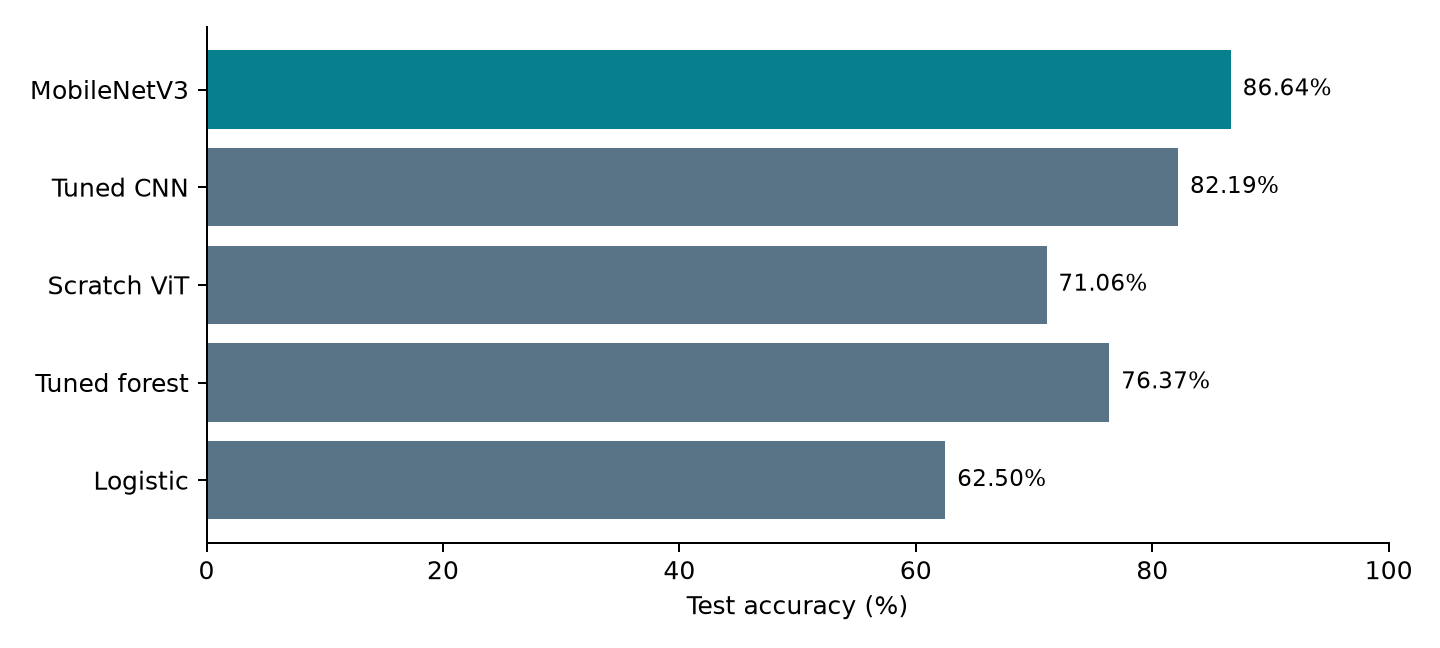 MobileNetV3 86.64%
Tuned CNN 82.19%
Scratch ViT 71.06%
Tuned forest 76.37%
Logistic 62.50%
0 20 40 60 80 100
Test accuracy (%)